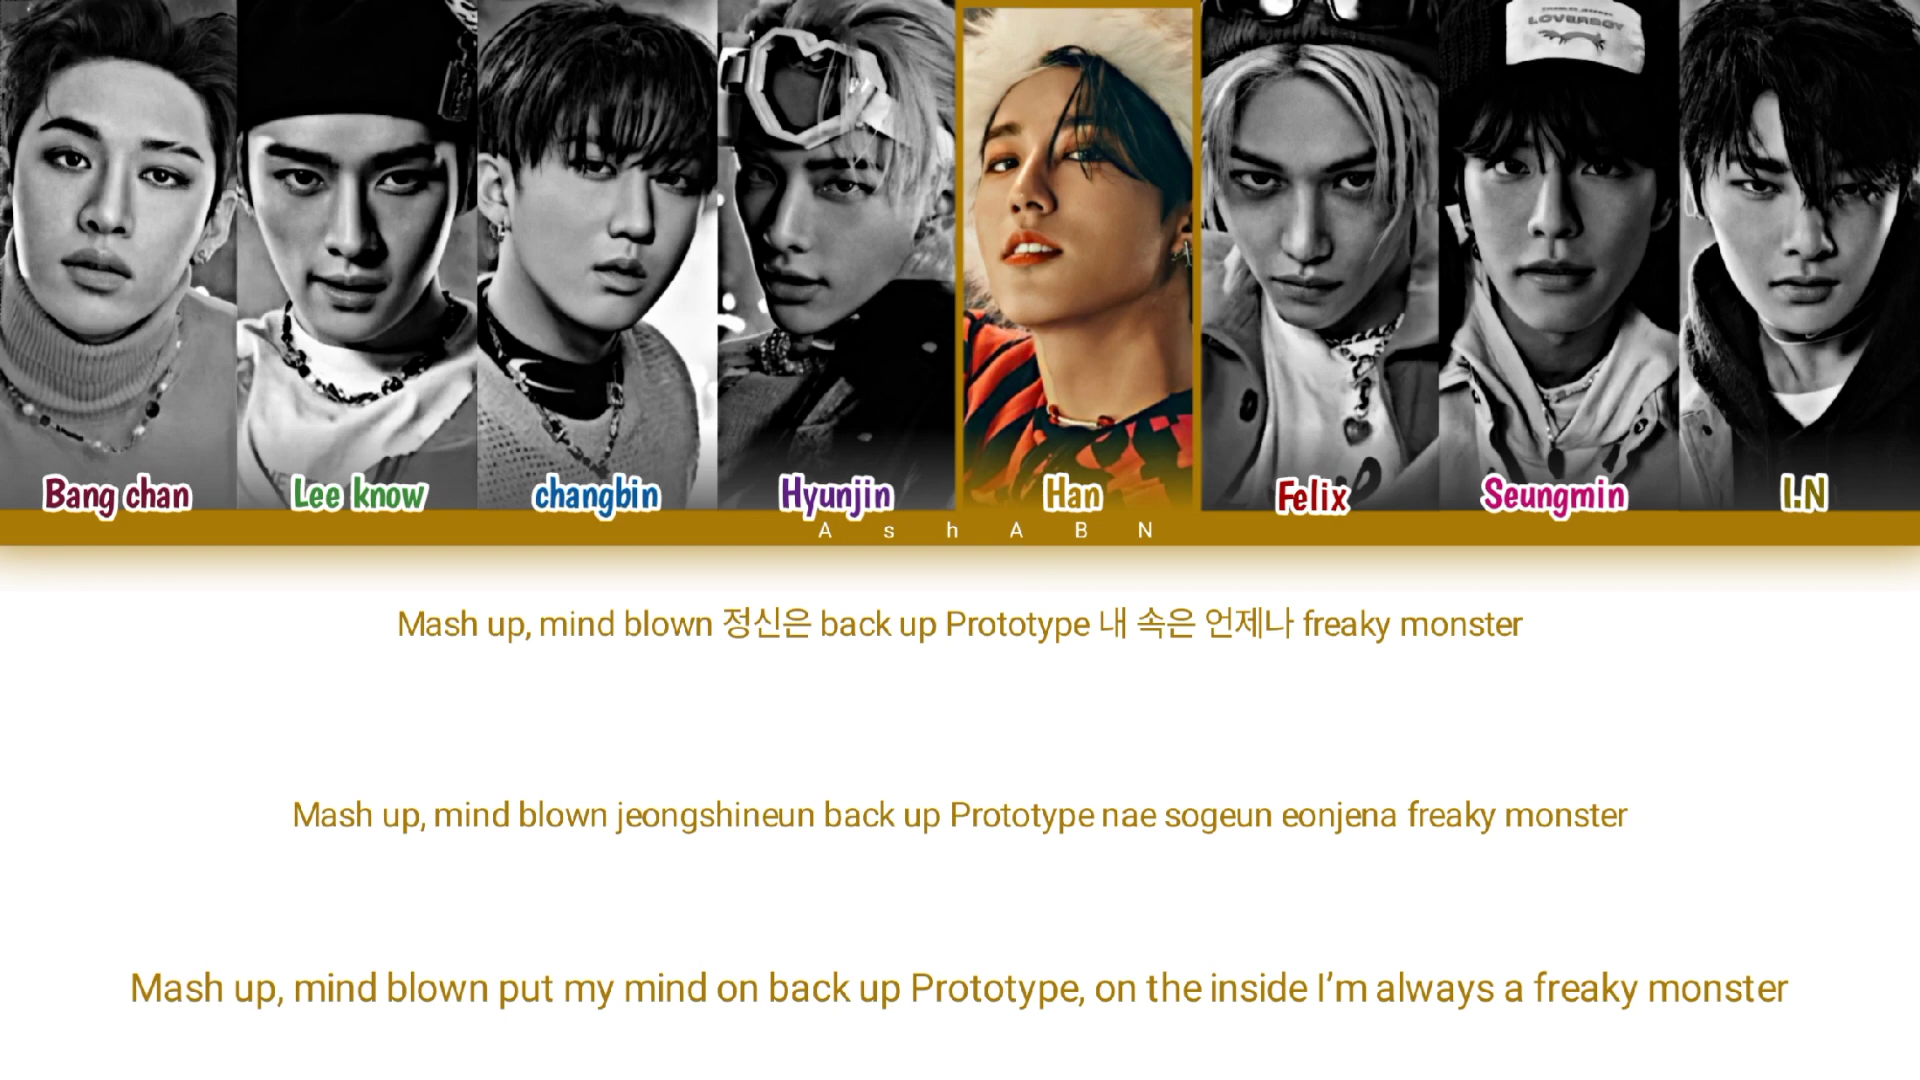 LOVERBOY
Bang chan Lee know changbin Hyunjin Han Felix Seungmin I.N
AshABN
Mash up, mind blown 정신은 back up Prototype 내 속은 언제나 freaky monster
Mash up, mind blown jeongshineun back up Prototype nae sogeun eonjena freaky monster
Mash up, mind blown put my mind on back up Prototype, on the inside I’m always a freaky monster